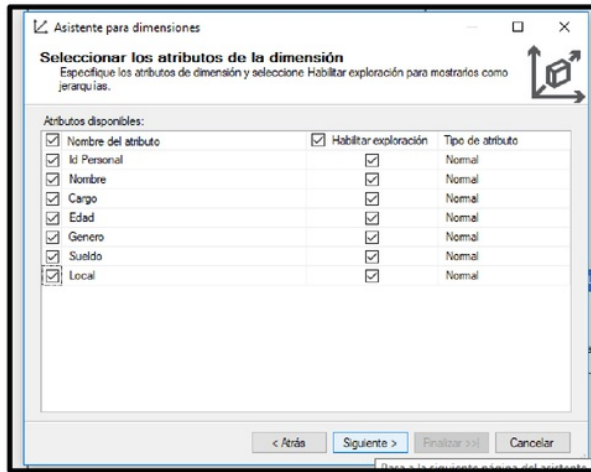 Asistente para dimensiones
Seleccionar los atributos de la dimensión
Especifique los atributos de dimensión y seleccione Habilitar exploración para mostrarlos como
jerarquías.
Atributos disponibles:
Nombre del atributo Habilitar exploración Tipo de atributo
Id Personal Normal
Nombre Normal
Cargo Normal
Edad Normal
Genero Normal
Sueldo Normal
Local Normal
< Atrás Siguiente > Finalizar >>| Cancelar
Pasa a la siguiente página del asistente